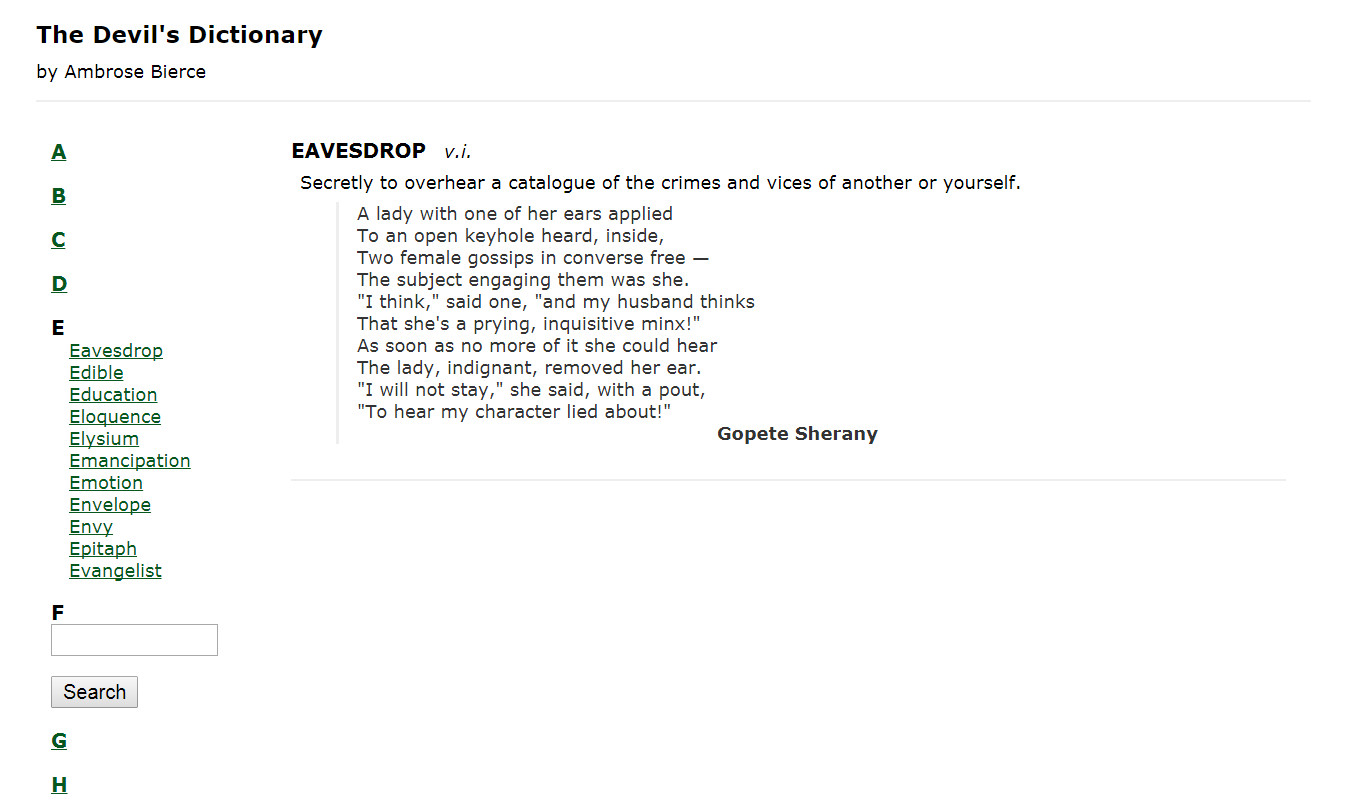 The Devil's Dictionary
by Ambrose Bierce
A
B
C
D
E
Eavesdrop
Edible
Education
Eloquence
Elysium
Emancipation
Emotion
Envelope
Envy
Epitaph
Evangelist
F
Search
G
H
EAVESDROP v.i.
Secretly to overhear a catalogue of the crimes and vices of another or yourself.
A lady with one of her ears applied
To an open keyhole heard, inside,
Two female gossips in converse free —
The subject engaging them was she.
"I think," said one, "and my husband thinks
That she's a prying, inquisitive minx!"
As soon as no more of it she could hear
The lady, indignant, removed her ear.
"I will not stay," she said, with a pout,
"To hear my character lied about!"
Gopete Sherany